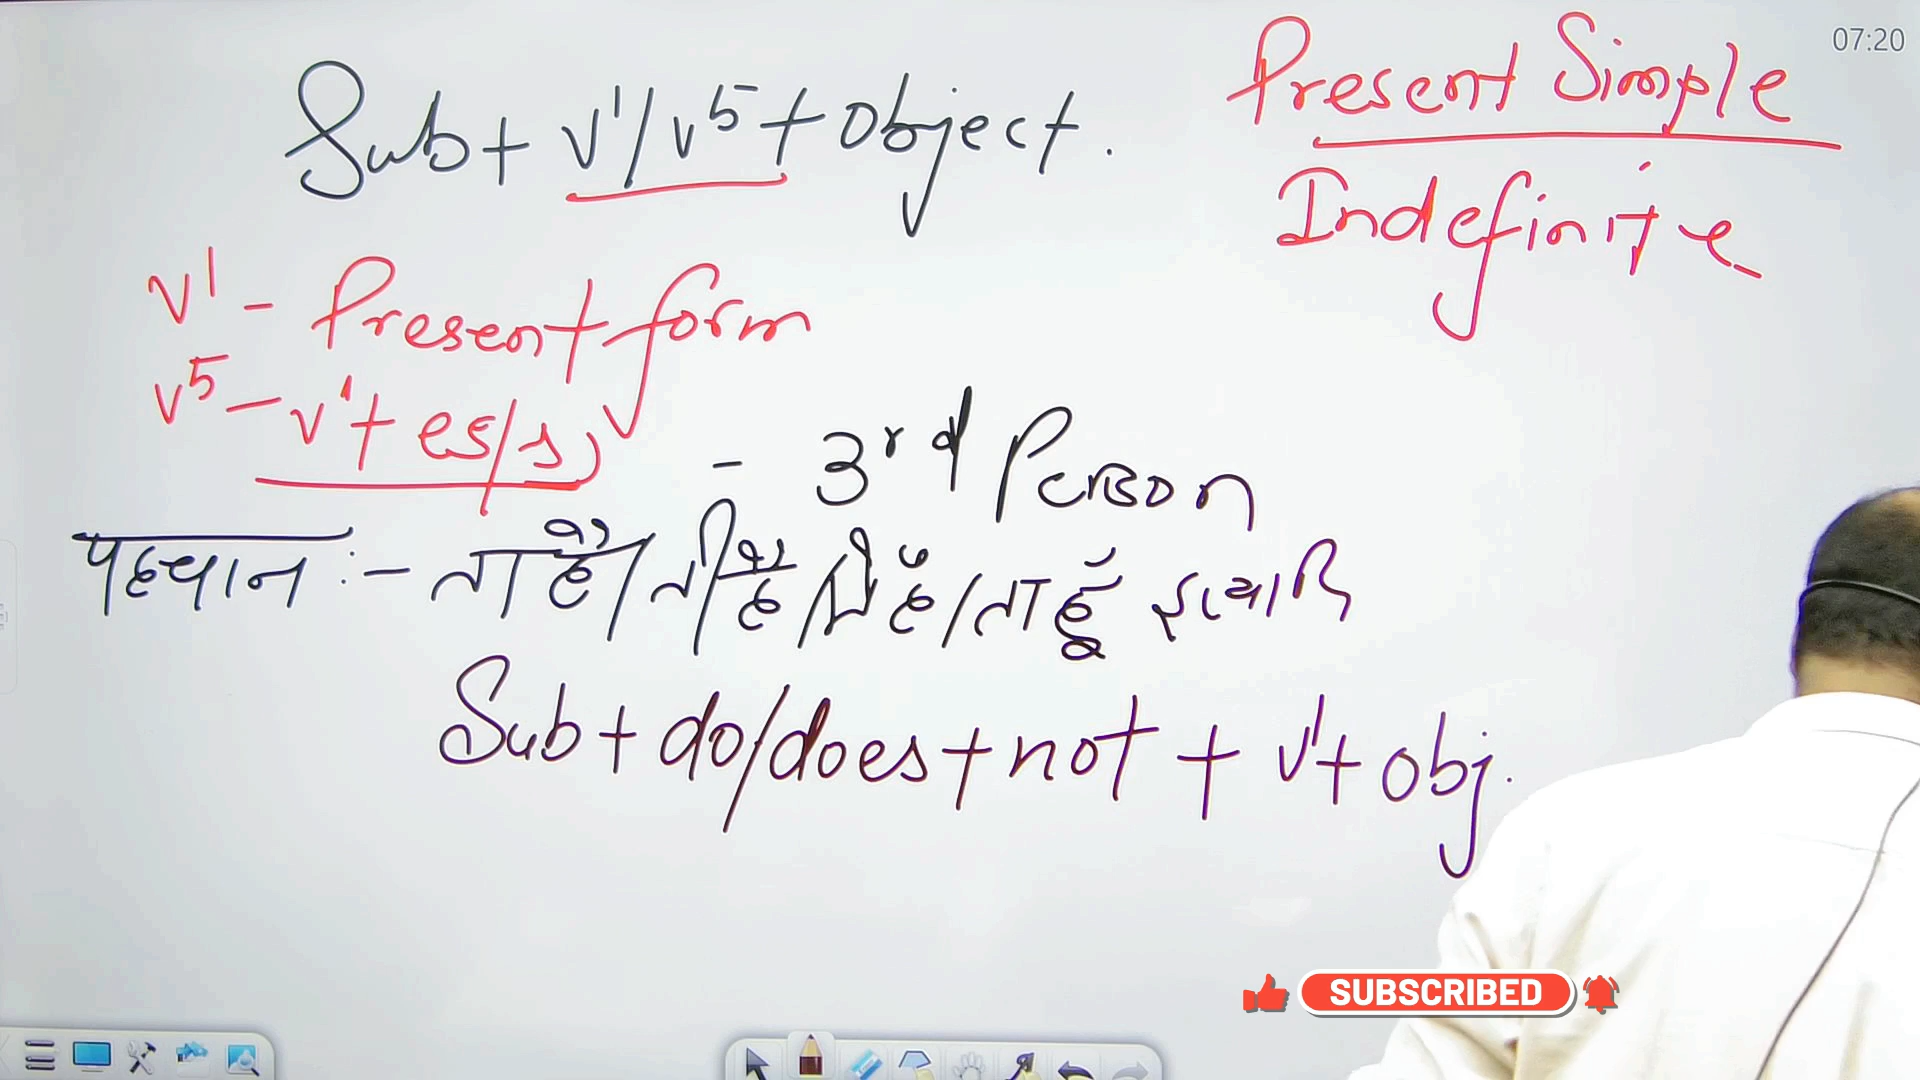 07:20
Present Simple
Indefinite
Sub + v¹/v⁵ + object.
v¹ - Present form
v⁵ - v¹ + es/s) - 3rd Person
पहचान :- ता है/ती है/ते हैं/ता हूँ इत्यादि
Sub + do/does + not + v¹ + obj.
SUBSCRIBED